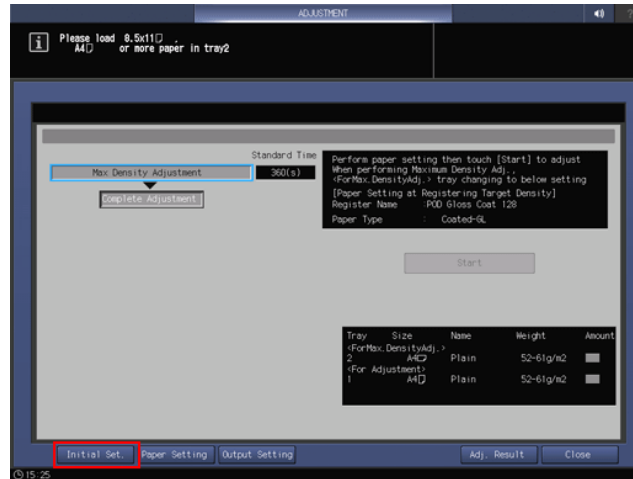 ADJUSTMENT
Please load 8.5x11 .
A4 or more paper in tray2
Standard Time
Max Density Adjustment 360(s)
Complete Adjustment
Perform paper setting then touch [Start] to adjust
When performing Maximum Density Adj.,
<ForMax.DensityAdj.> tray changing to below setting
[Paper Setting at Registering Target Density]
Register Name :POD Gloss Coat 128
Paper Type : Coated-GL
Start
Tray Size Name Weight Amount
<ForMax.DensityAdj.>
2 A4 Plain 52-61g/m2
<For Adjustment>
1 A4 Plain 52-61g/m2
Initial Set. Paper Setting Output Setting Adj. Result Close
15:25